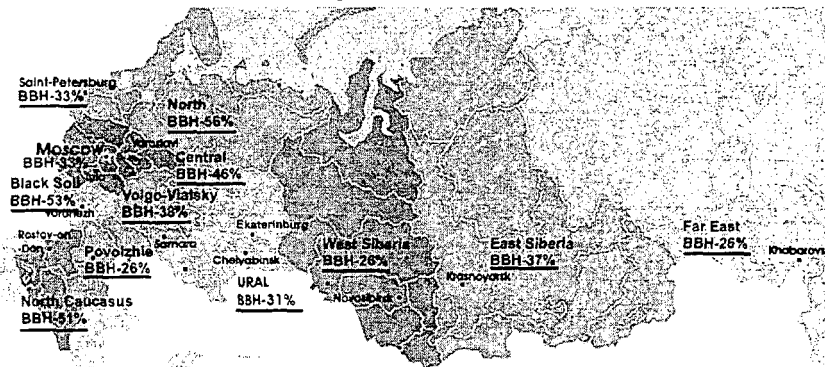 Saint-Petersburg
BBH-33%
North
BBH-56%
Yaroslavl
Moscow
BBH-33%
Central
BBH-46%
Black Soil
BBH-53%
Voronezh
Volgo-Viatsky
BBH-38%
Ekaterinburg
Rostov-on
Don
Samara
Povolzhie
BBH-26%
Chelyabinsk
West Siberia
BBH-26%
East Siberia
BBH-37%
Krasnoyarsk
Far East
BBH-26%
Khabarovs
URAL
BBH-31%
Novosibirsk
North Caucasus
BBH-51%